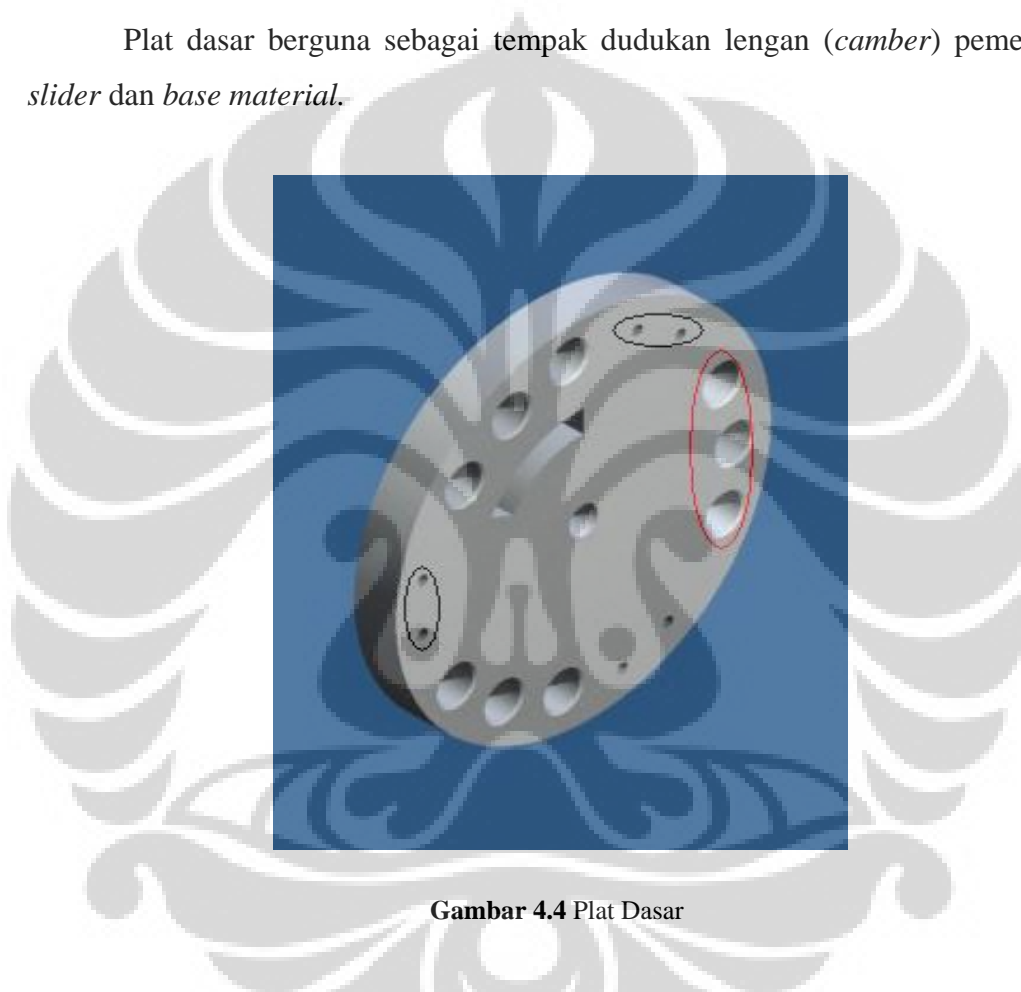 Plat dasar berguna sebagai tempak dudukan lengan (camber) peme
slider dan base material.
Gambar 4.4 Plat Dasar